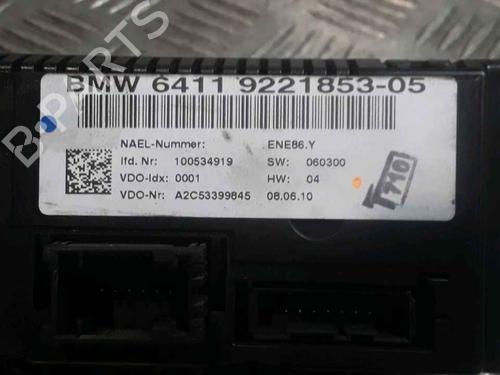 BMW 6411 9221853-05
NAEL-Nummer: ENE86.Y
lfd. Nr: 100534919 SW: 060300
VDO-Idx: 0001 HW: 04
VDO-Nr: A2C53399845 08.06.10
T710
B-PARTS